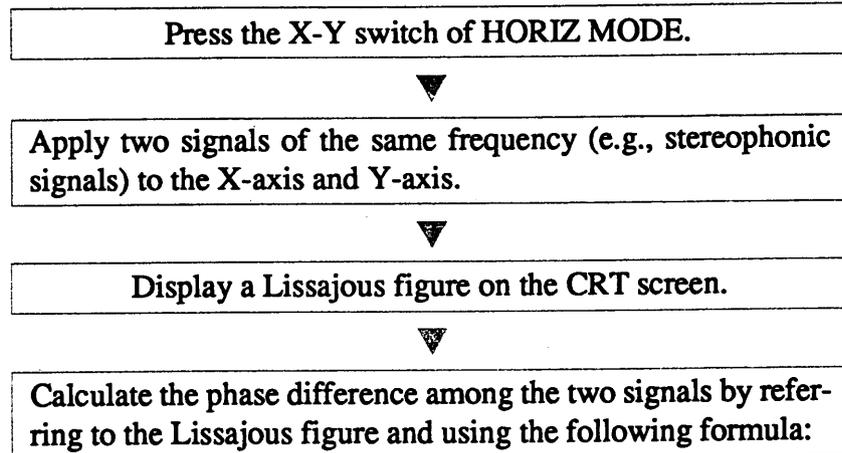 Press the X-Y switch of HORIZ MODE.
Apply two signals of the same frequency (e.g., stereophonic
signals) to the X-axis and Y-axis.
Display a Lissajous figure on the CRT screen.
Calculate the phase difference among the two signals by refer-
ring to the Lissajous figure and using the following formula: